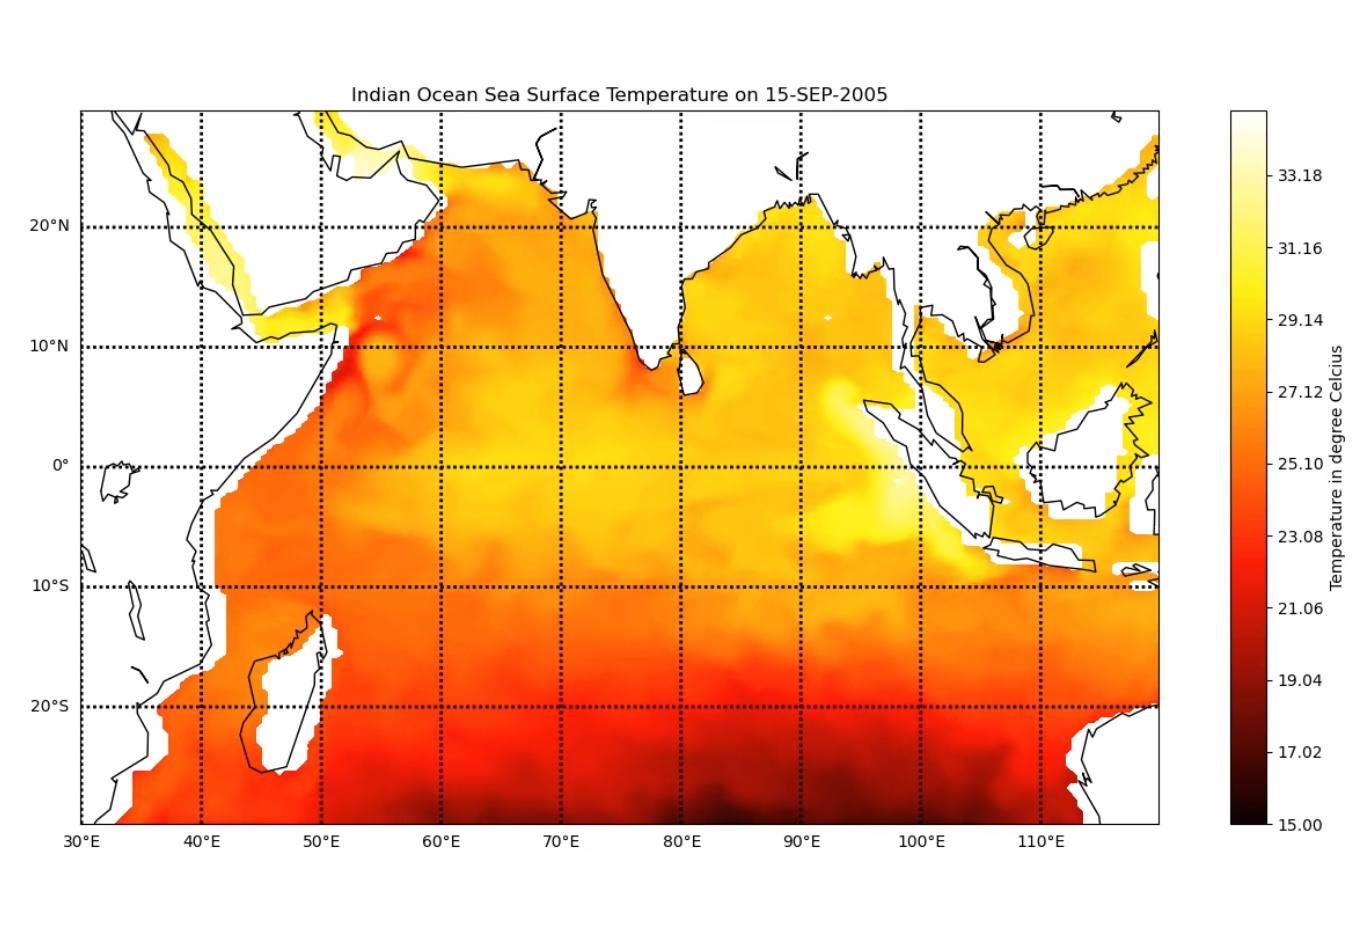 Indian Ocean Sea Surface Temperature on 15-SEP-2005
20°N
10°N
0°
10°S
20°S
30°E 40°E 50°E 60°E 70°E 80°E 90°E 100°E 110°E
33.18
31.16
29.14
27.12
25.10
23.08
21.06
19.04
17.02
15.00
Temperature in degree Celcius